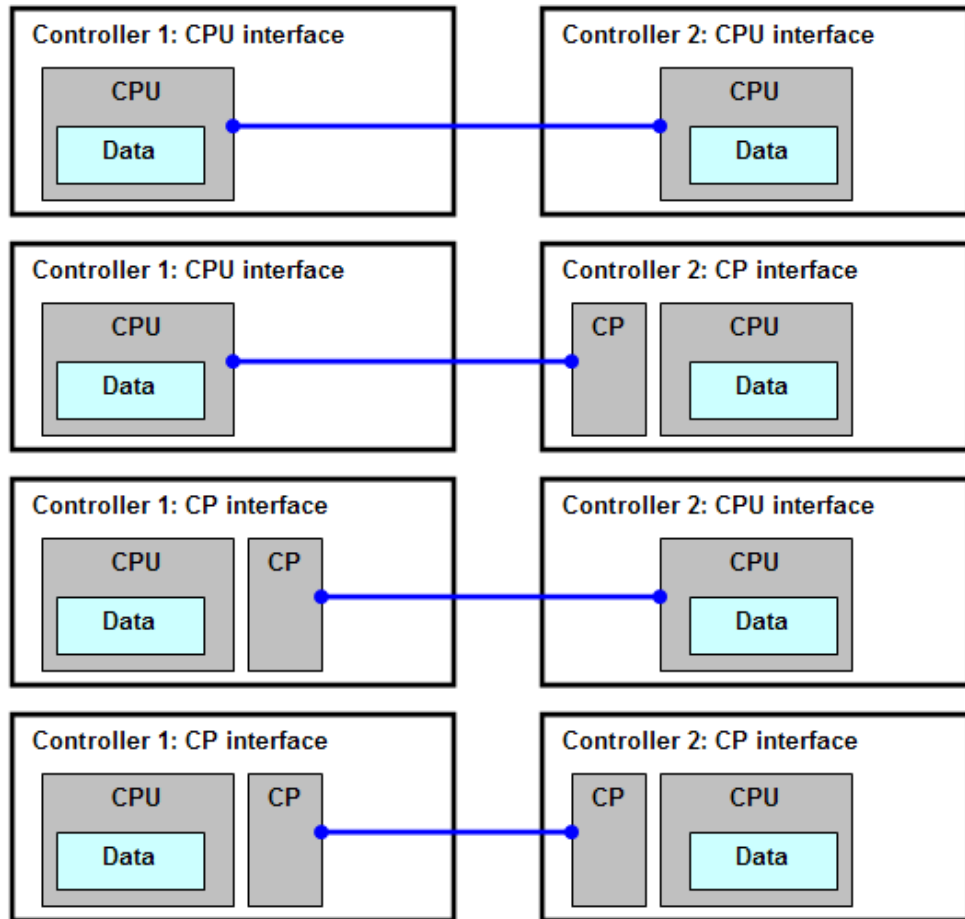 Controller 1: CPU interface
CPU
Data
Controller 2: CPU interface
CPU
Data
Controller 1: CPU interface
CPU
Data
Controller 2: CP interface
CP
CPU
Data
Controller 1: CP interface
CPU
CP
Data
Controller 2: CPU interface
CPU
Data
Controller 1: CP interface
CPU
CP
Data
Controller 2: CP interface
CP
CPU
Data